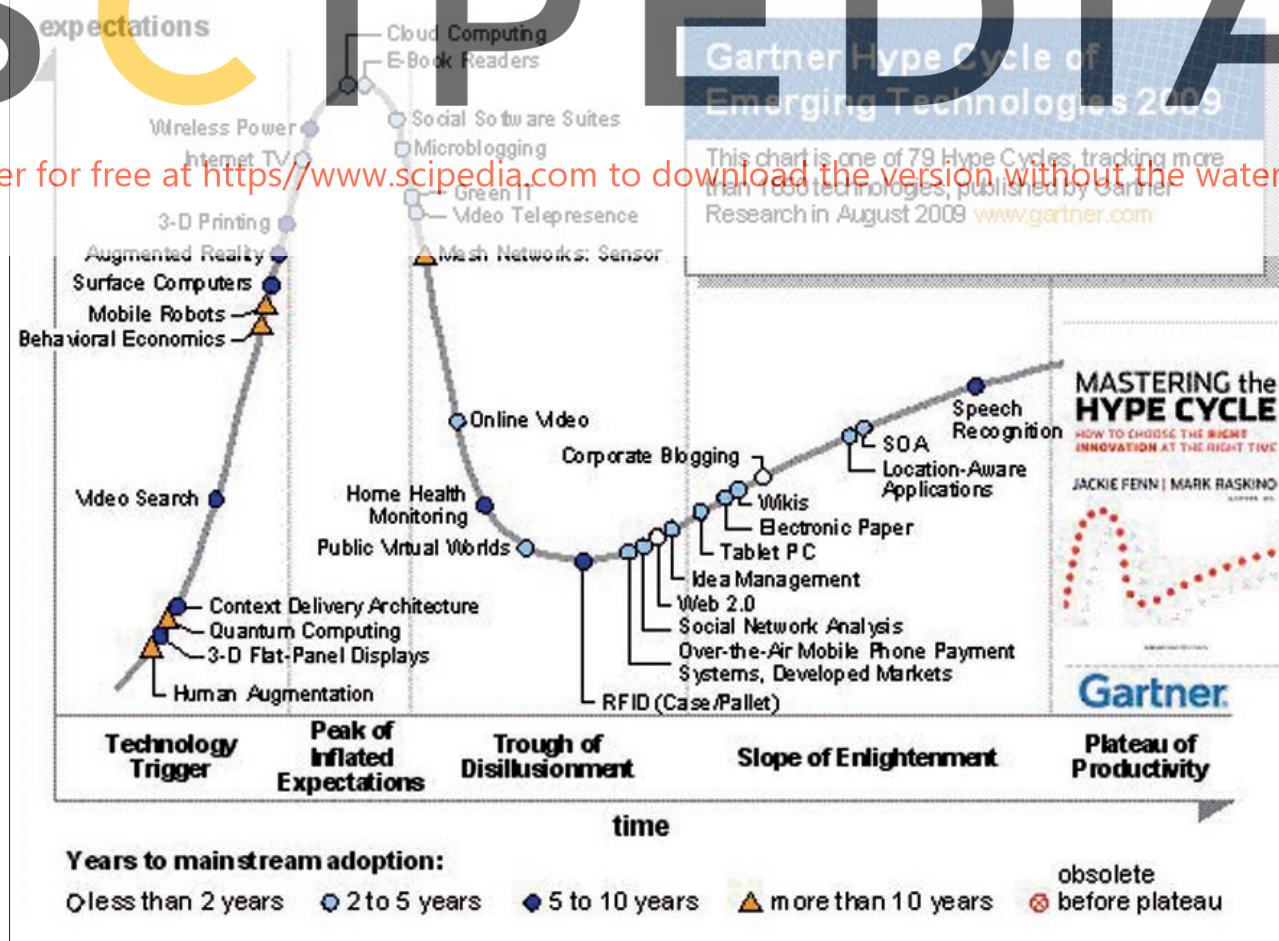 SCIPEDIA
expectations
Cloud Computing
E-Book Readers
Social Software Suites
Microblogging
Green IT
Video Telepresence
Mesh Networks: Sensor
Wireless Power
Internet TV
3-D Printing
Augmented Reality
Surface Computers
Mobile Robots
Behavioral Economics
Gartner Hype Cycle of
Emerging Technologies 2009
This chart is one of 79 Hype Cycles, tracking more
than 1650 technologies, published by Gartner
Research in August 2009 www.gartner.com
er for free at https//www.scipedia.com to download the version without the water
Video Search
Context Delivery Architecture
Quantum Computing
3-D Flat-Panel Displays
Human Augmentation
Online Video
Home Health
Monitoring
Public Virtual Worlds
RFID (Case/Pallet)
Over-the-Air Mobile Phone Payment
Systems, Developed Markets
Social Network Analysis
Web 2.0
Idea Management
Tablet PC
Electronic Paper
Wikis
Corporate Blogging
Location-Aware
Applications
SOA
Speech
Recognition
MASTERING the
HYPE CYCLE
HOW TO CHOOSE THE RIGHT
INNOVATION AT THE RIGHT TIME
JACKIE FENN | MARK RASKINO
Gartner
Technology
Trigger
Peak of
Inflated
Expectations
Trough of
Disillusionment
Slope of Enlightenment
Plateau of
Productivity
time
Years to mainstream adoption:
less than 2 years
2 to 5 years
5 to 10 years
more than 10 years
obsolete
before plateau